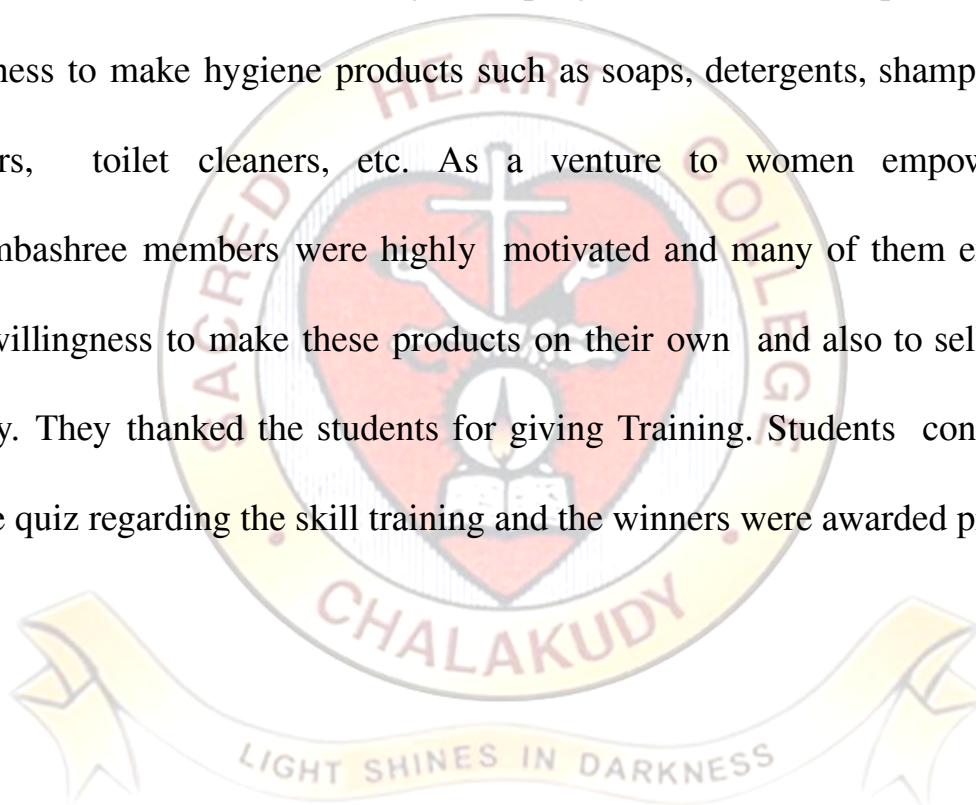 ness to make hygiene products such as soaps, detergents, shamp
rs, toilet cleaners, etc. As a venture to women empow
mbashree members were highly motivated and many of them e
willingness to make these products on their own and also to sel
y. They thanked the students for giving Training. Students con
e quiz regarding the skill training and the winners were awarded p
SACRED HEART COLLEGE
CHALAKUDY
LIGHT SHINES IN DARKNESS